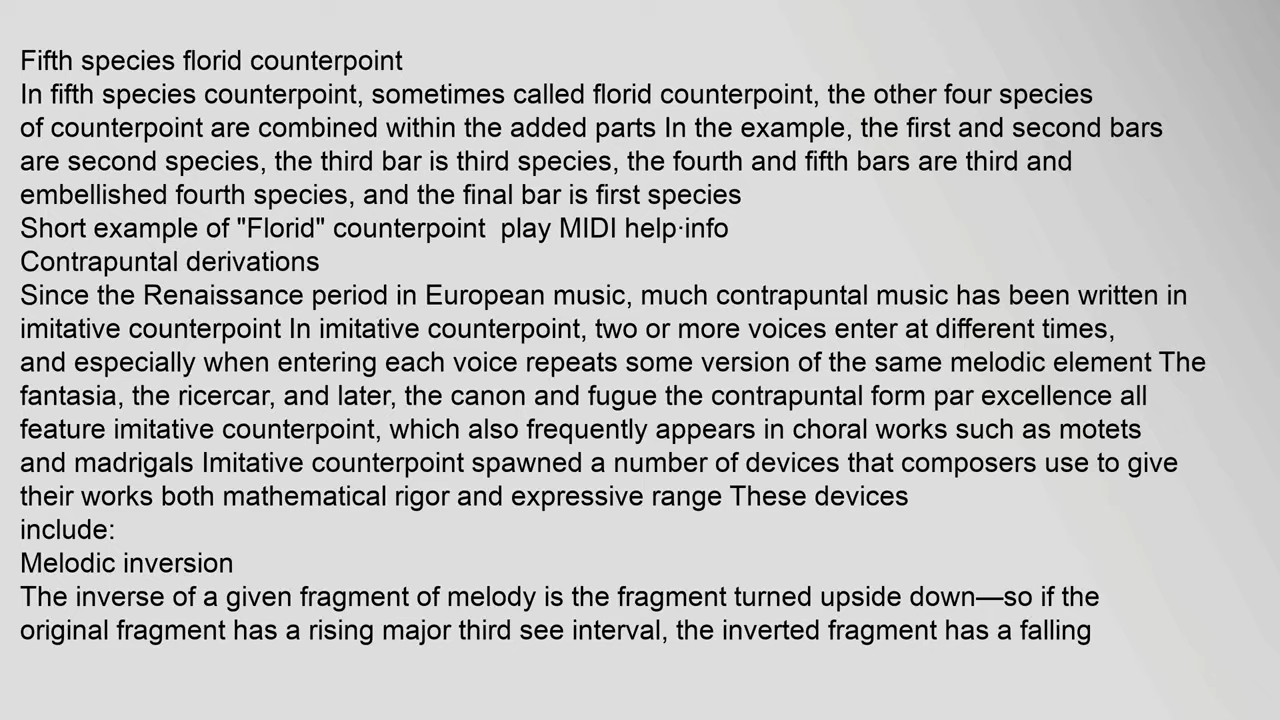 Fifth species florid counterpoint
In fifth species counterpoint, sometimes called florid counterpoint, the other four species
of counterpoint are combined within the added parts In the example, the first and second bars
are second species, the third bar is third species, the fourth and fifth bars are third and
embellished fourth species, and the final bar is first species
Short example of "Florid" counterpoint  play MIDI help·info
Contrapuntal derivations
Since the Renaissance period in European music, much contrapuntal music has been written in
imitative counterpoint In imitative counterpoint, two or more voices enter at different times,
and especially when entering each voice repeats some version of the same melodic element The
fantasia, the ricercar, and later, the canon and fugue the contrapuntal form par excellence all
feature imitative counterpoint, which also frequently appears in choral works such as motets
and madrigals Imitative counterpoint spawned a number of devices that composers use to give
their works both mathematical rigor and expressive range These devices
include:
Melodic inversion
The inverse of a given fragment of melody is the fragment turned upside down—so if the
original fragment has a rising major third see interval, the inverted fragment has a falling